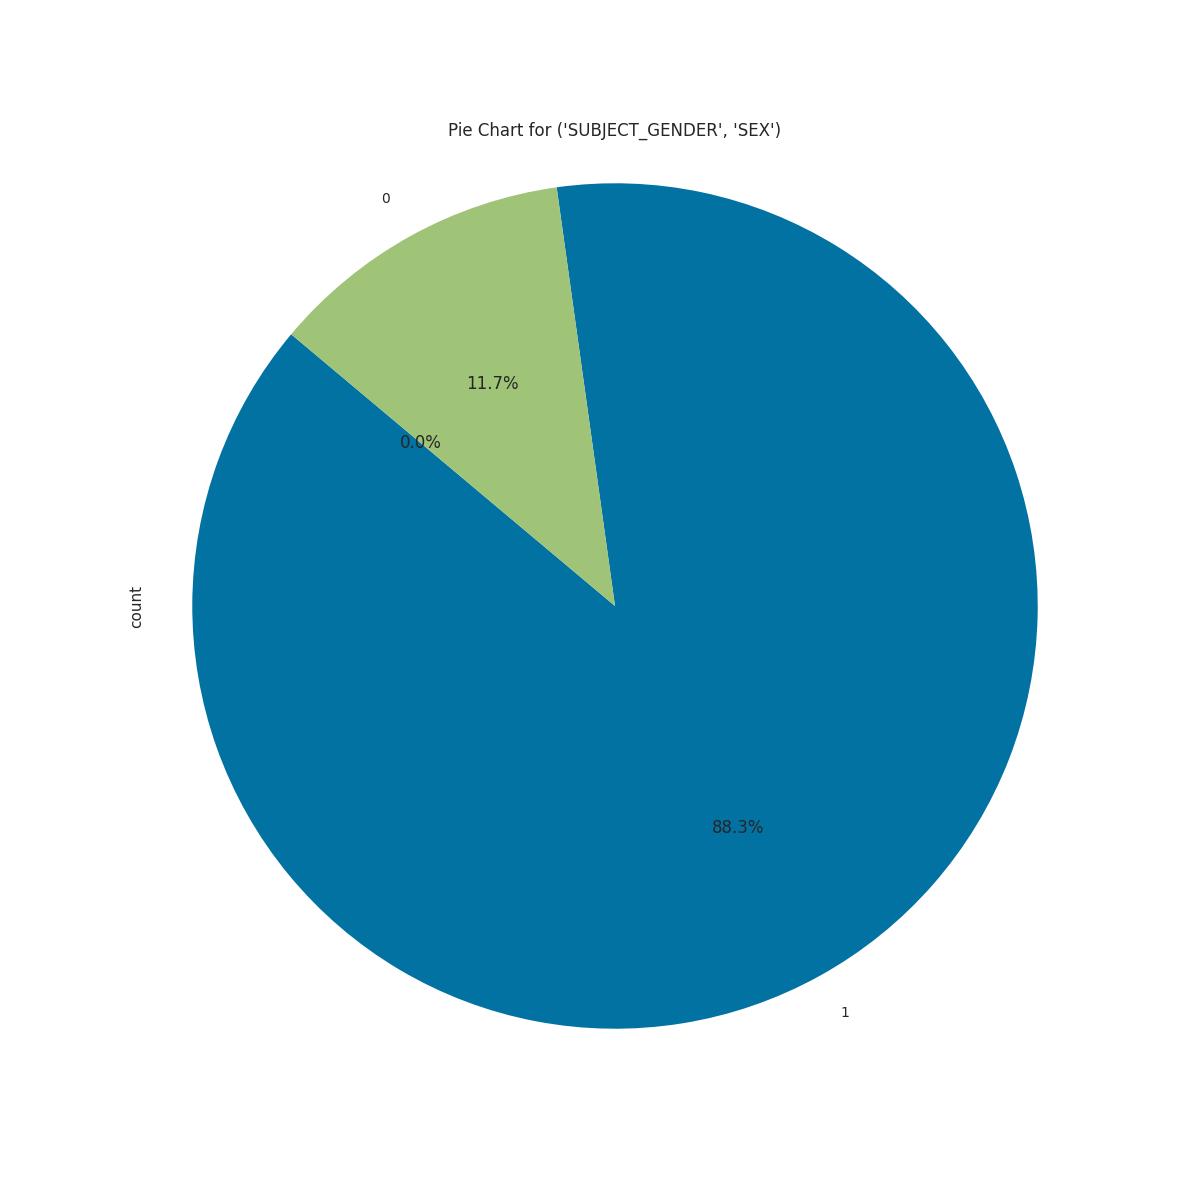 Pie Chart for ('SUBJECT_GENDER', 'SEX')
0
11.7%
0.0%
count
88.3%
1